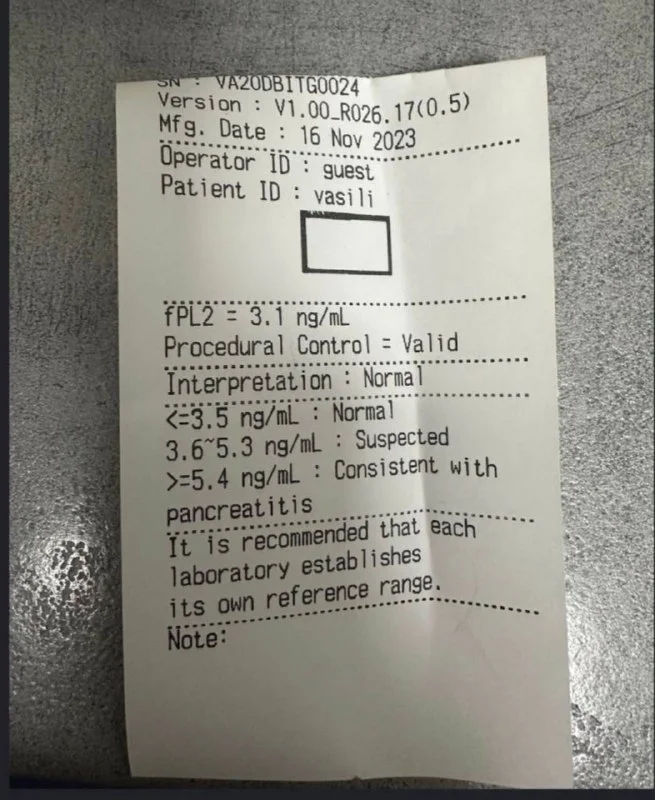 SN : VA20DBITG0024
Version : V1.00_R026.17(0.5)
Mfg. Date : 16 Nov 2023
Operator ID : guest
Patient ID : vasili
fPL2 = 3.1 ng/mL
Procedural Control = Valid
Interpretation : Normal
<=3.5 ng/mL : Normal
3.6~5.3 ng/mL : Suspected
>=5.4 ng/mL : Consistent with
pancreatitis
It is recommended that each
laboratory establishes
its own reference range.
Note: